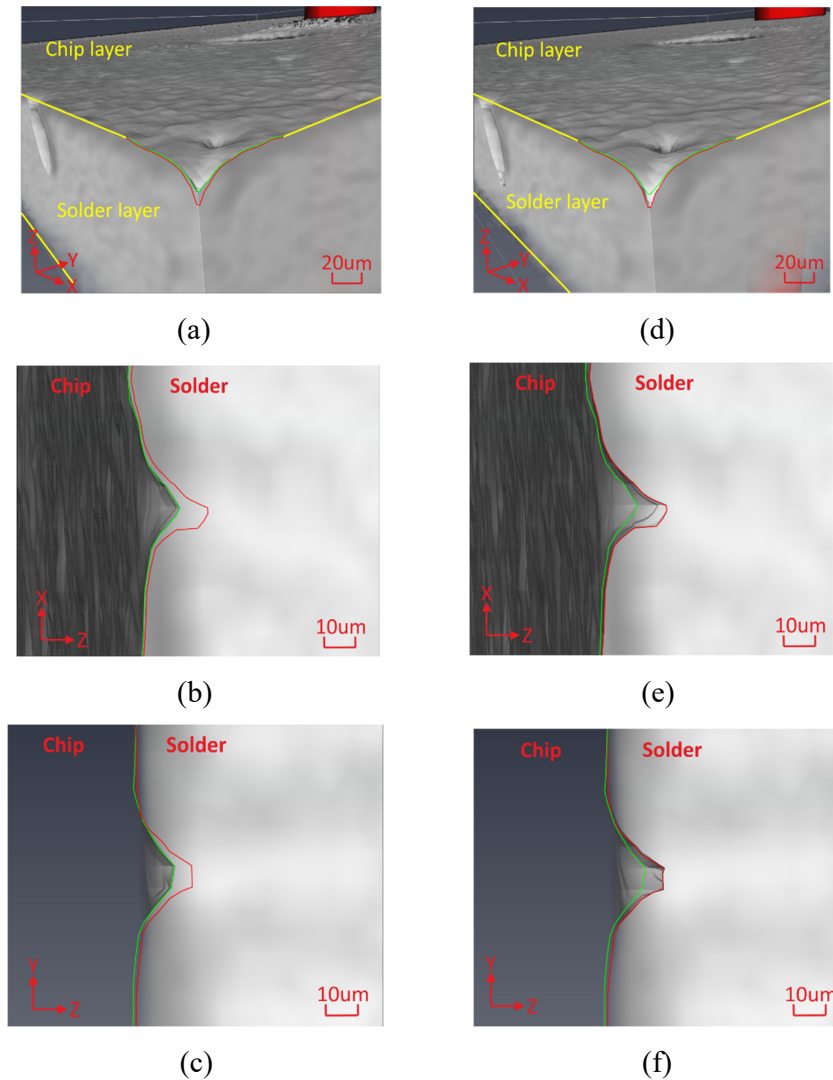 Chip layer
Solder layer
Z
Y
X
20um
(a)
Chip layer
Solder layer
Z
Y
X
20um
(d)
Chip Solder
X
Z
10um
(b)
Chip Solder
X
Z
10um
(e)
Chip Solder
Y
Z
10um
(c)
Chip Solder
Y
Z
10um
(f)